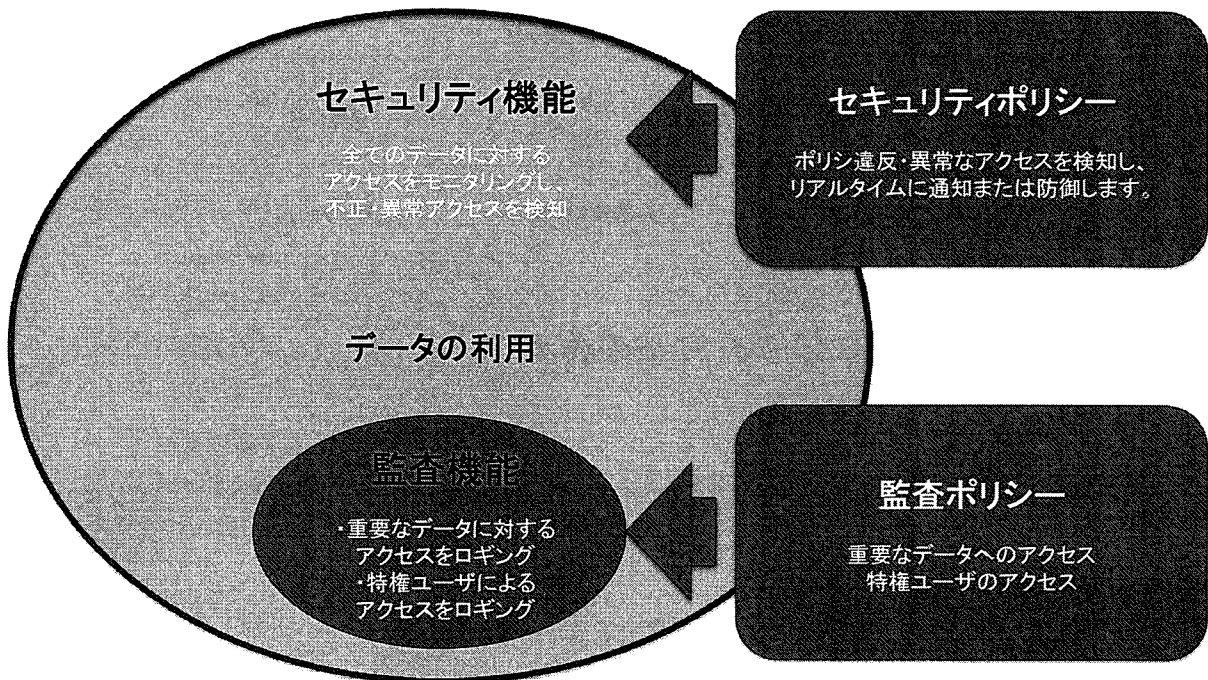 セキュリティ機能
全てのデータに対する
アクセスをモニタリングし、
不正・異常アクセスを検知
セキュリティポリシー
ポリシ違反・異常なアクセスを検知し、
リアルタイムに通知または防御します。
データの利用
監査機能
・重要なデータに対する
アクセスをロギング
・特権ユーザによる
アクセスをロギング
監査ポリシー
重要なデータへのアクセス
特権ユーザのアクセス